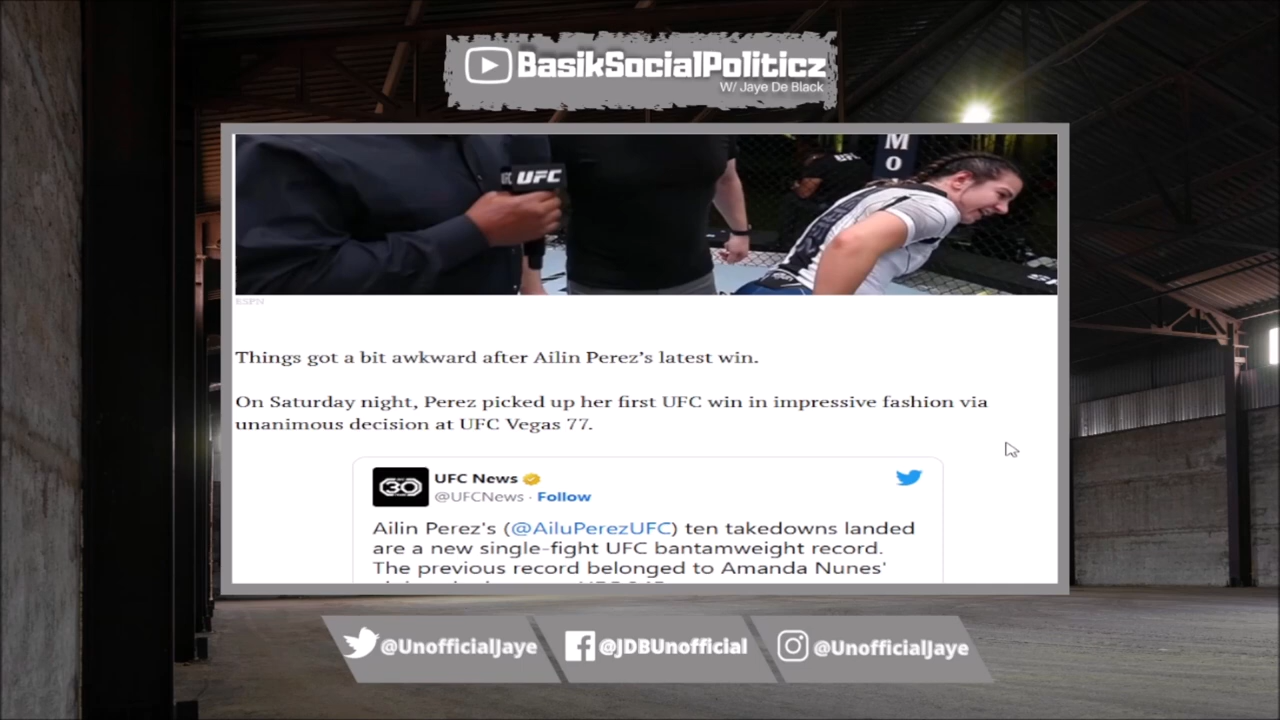 BasikSocialPoliticz
W/ Jaye De Black
MO
UFC
ESPN
Things got a bit awkward after Ailin Perez's latest win.
On Saturday night, Perez picked up her first UFC win in impressive fashion via
unanimous decision at UFC Vegas 77.
30
UFC News
@UFCNews · Follow
Ailin Perez's (@AiluPerezUFC) ten takedowns landed
are a new single-fight UFC bantamweight record.
The previous record belonged to Amanda Nunes'
@UnofficialJaye
@JDBUnofficial
@UnofficialJaye